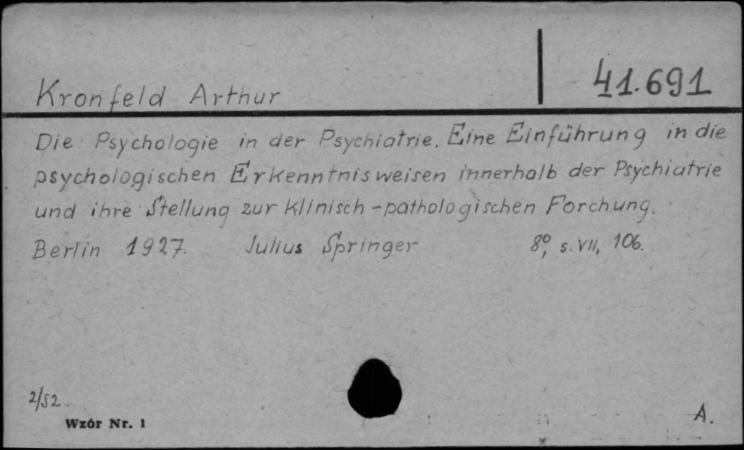 41.691
Kronfeld Arthur
Die Psychologie in der Psychiatrie. Eine Einführung in die
psychologischen Erkenntnisweisen innerhalb der Psychiatrie
und ihre Stellung zur klinisch-pathologischen Forchung.
Berlin 1927. Julius Springer 8º, s. VII, 106.
2/52.
Wzór Nr. 1
A.